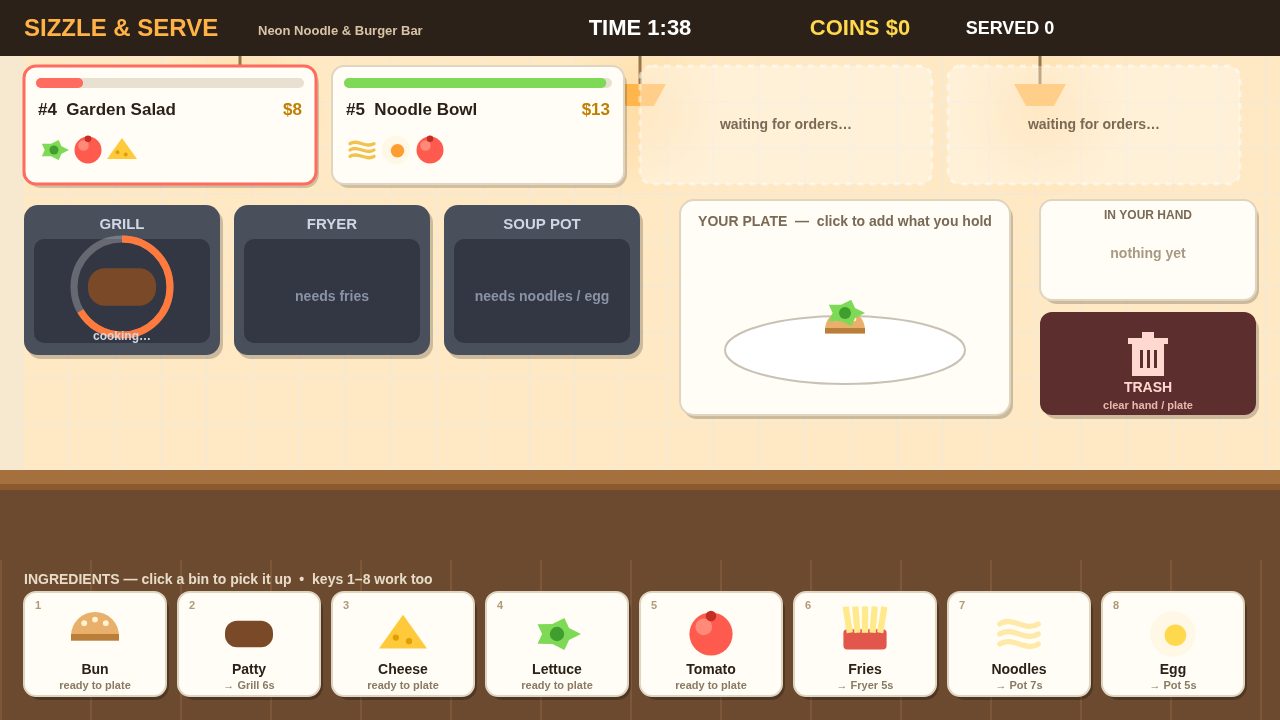 SIZZLE & SERVE
Neon Noodle & Burger Bar
TIME 1:38
COINS $0
SERVED 0
#4 Garden Salad
$8
#5 Noodle Bowl
$13
waiting for orders…
waiting for orders…
GRILL
cooking…
FRYER
needs fries
SOUP POT
needs noodles / egg
YOUR PLATE — click to add what you hold
IN YOUR HAND
nothing yet
TRASH
clear hand / plate
INGREDIENTS — click a bin to pick it up • keys 1–8 work too
1
Bun
ready to plate
2
Patty
→ Grill 6s
3
Cheese
ready to plate
4
Lettuce
ready to plate
5
Tomato
ready to plate
6
Fries
→ Fryer 5s
7
Noodles
→ Pot 7s
8
Egg
→ Pot 5s